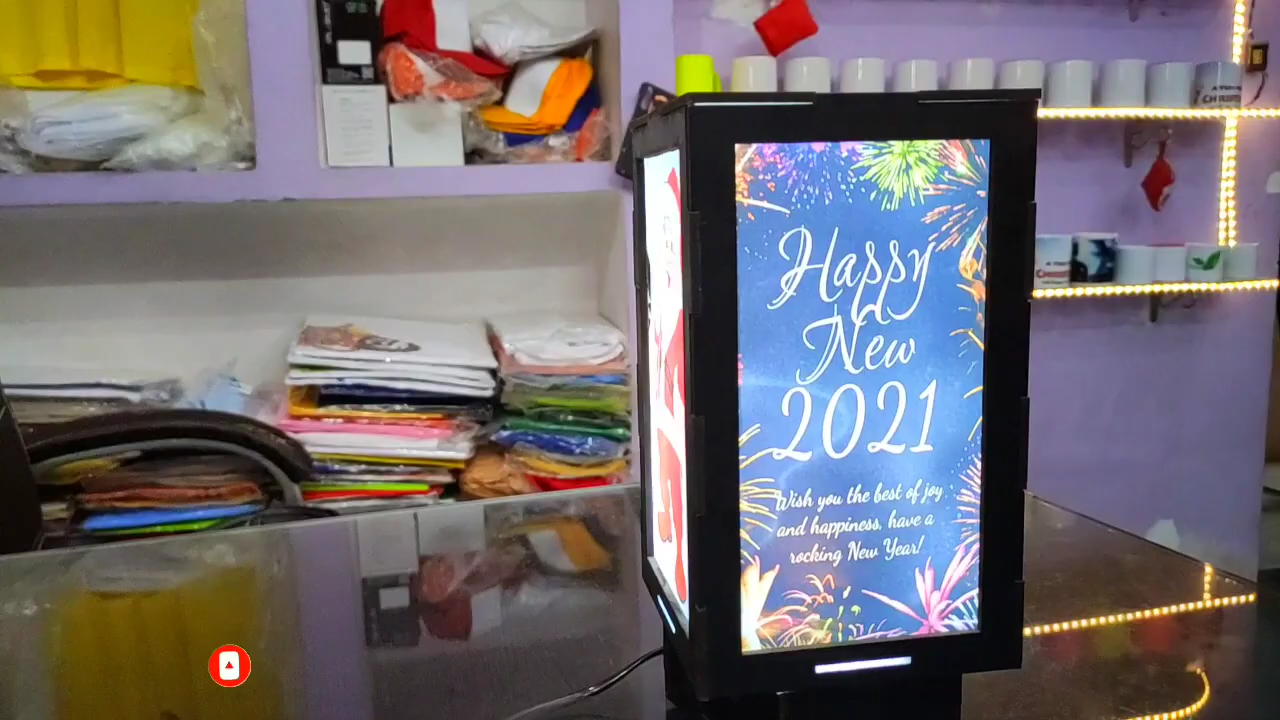 Happy
New
2021
Wish you the best of joy
and happiness, have a
rocking New Year!